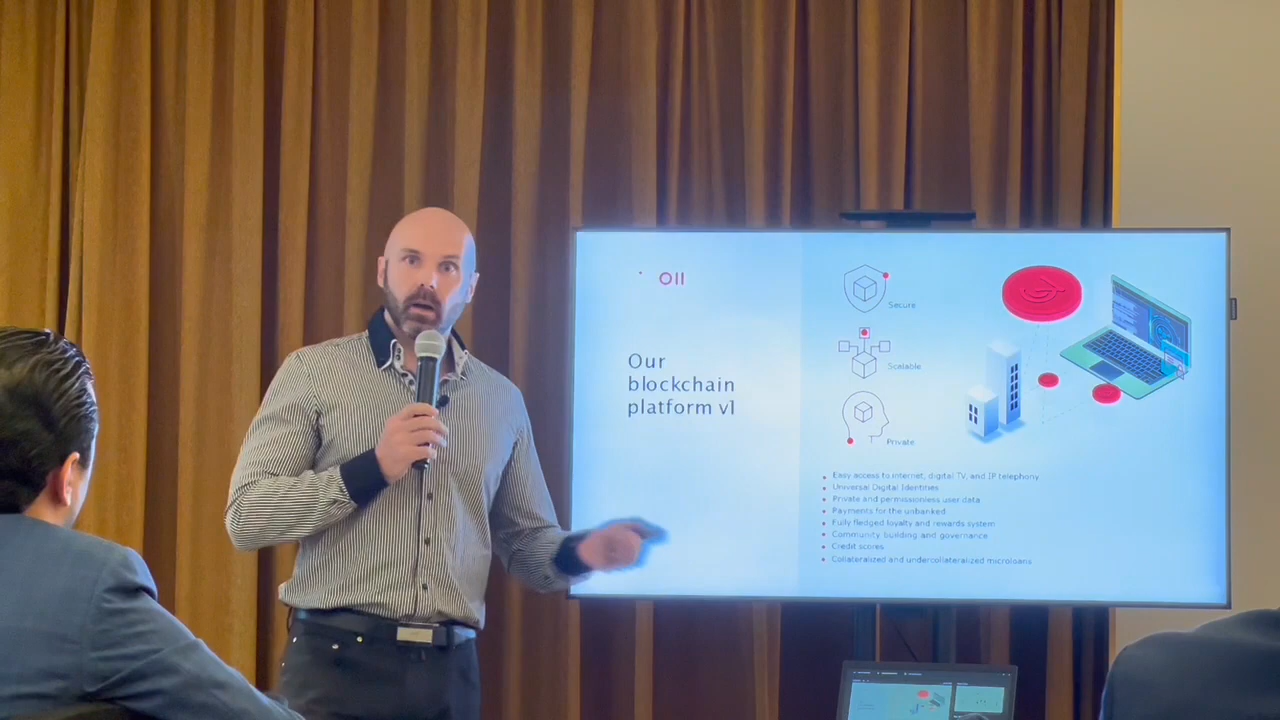 OII
Our
blockchain
platform v1
Secure
Scalable
Private
Easy access to internet, digital TV, and IP telephony
Universal Digital Identities
Private and permissionless user data
Payments for the unbanked
Fully fledged loyalty and rewards system
Community building and governance
Credit scores
Collateralized and undercollateralized microloans